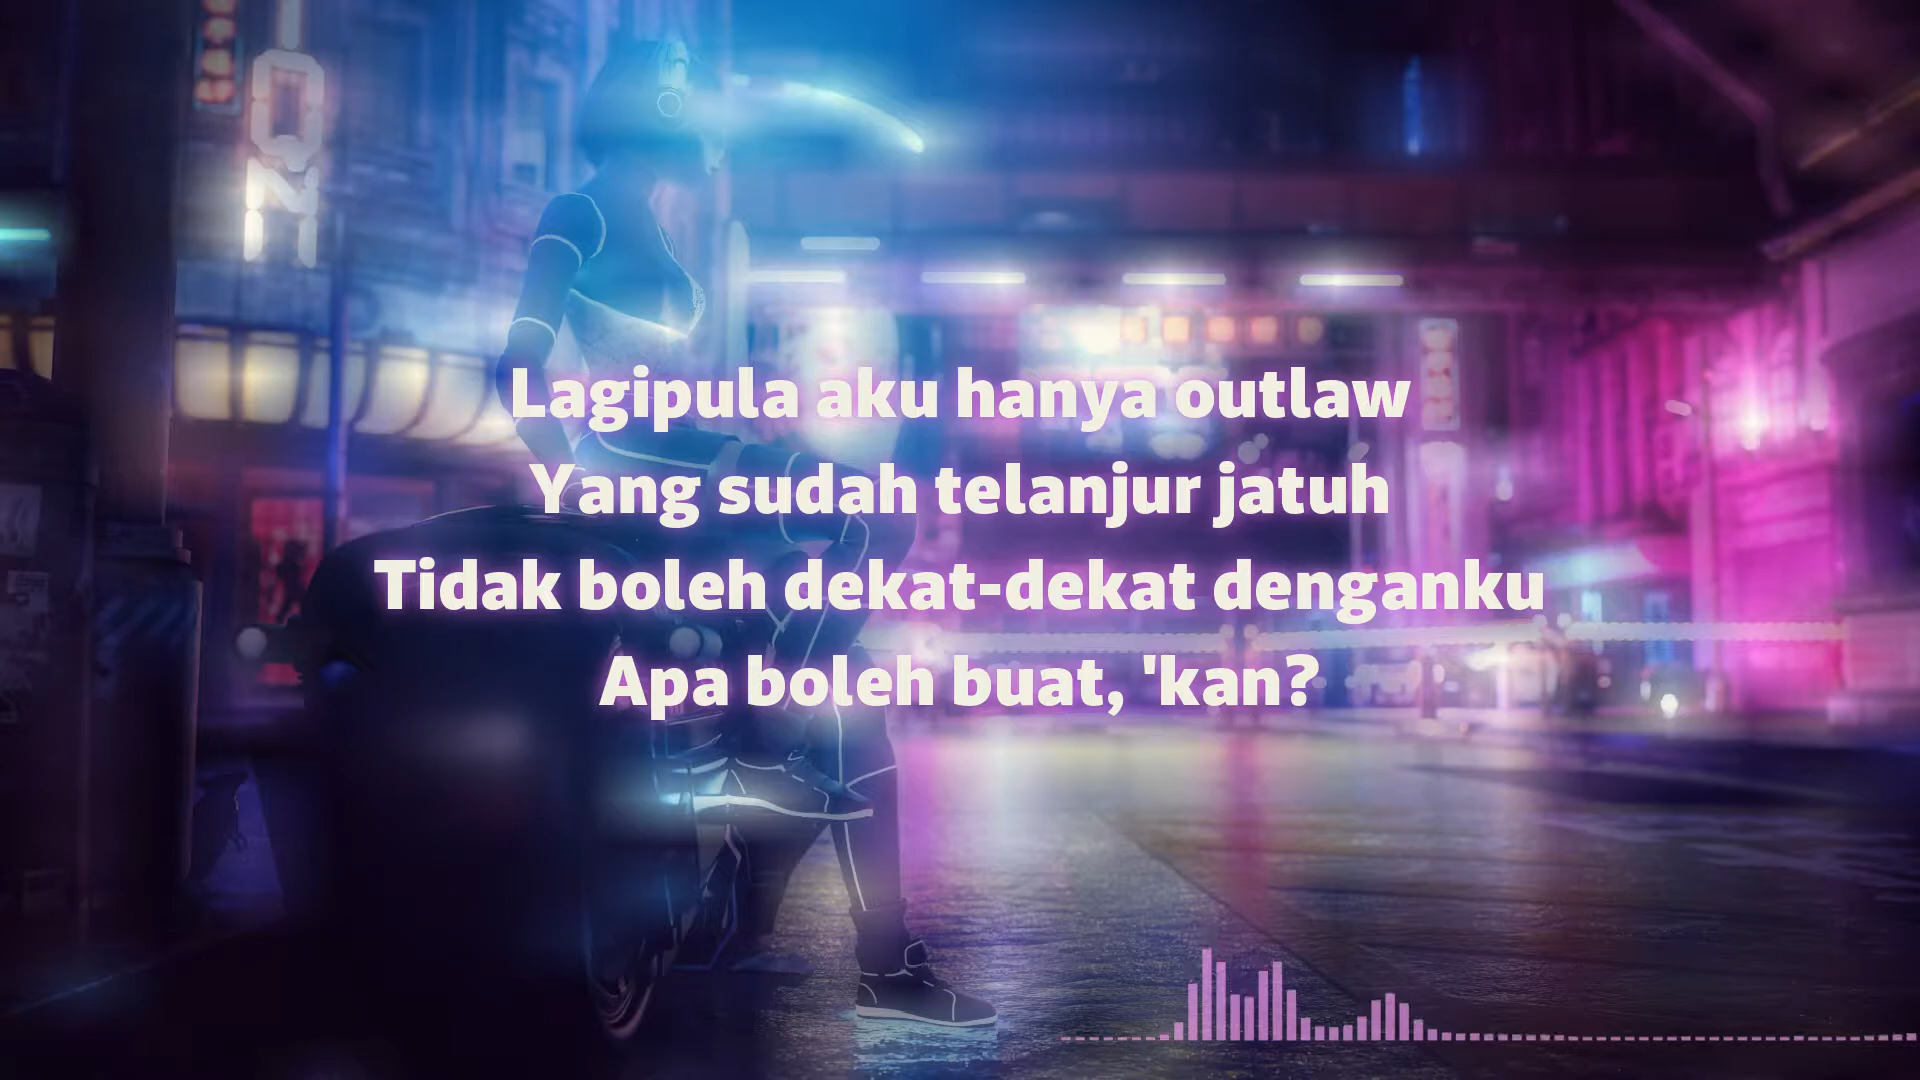 Lagipula aku hanya outlaw
Yang sudah telanjur jatuh
Tidak boleh dekat-dekat denganku
Apa boleh buat, 'kan?